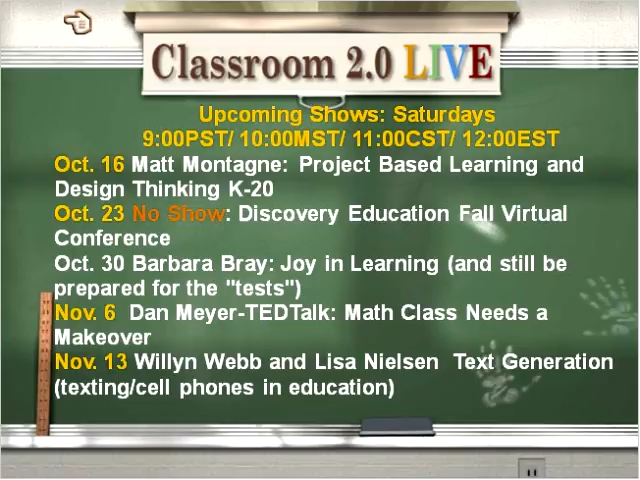 Classroom 2.0 LIVE
Upcoming Shows: Saturdays
9:00PST/ 10:00MST/ 11:00CST/ 12:00EST
Oct. 16 Matt Montagne: Project Based Learning and
Design Thinking K-20
Oct. 23 No Show: Discovery Education Fall Virtual
Conference
Oct. 30 Barbara Bray: Joy in Learning (and still be
prepared for the "tests")
Nov. 6 Dan Meyer-TEDTalk: Math Class Needs a
Makeover
Nov. 13 Willyn Webb and Lisa Nielsen Text Generation
(texting/cell phones in education)